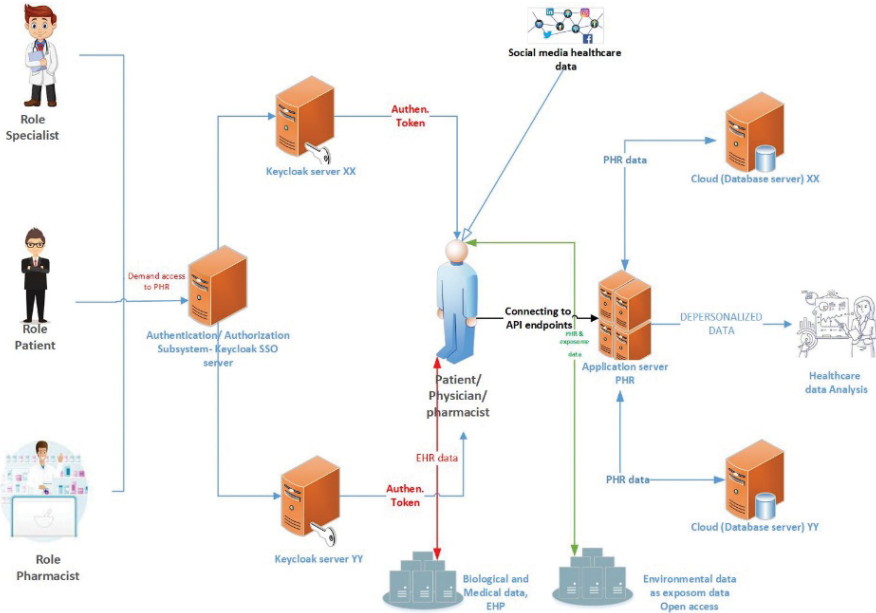 Social media healthcare
data
Role
Specialist
Authen.
Token
Keycloak server XX
PHR data
Cloud (Database server) XX
Demand access
to PHR
Role
Patient
Authentication/ Authorization
Subsystem- Keycloak SSO
server
Connecting to
API endpoints
PHR &
exposome
data
DEPERSONALIZED
DATA
Application server
PHR
Healthcare
data Analysis
Patient/
Physician/
pharmacist
EHR data
PHR data
Authen.
Token
Cloud (Database server) YY
Keycloak server YY
Role
Pharmacist
Biological and
Medical data,
EHP
Environmental data
as exposom data
Open access